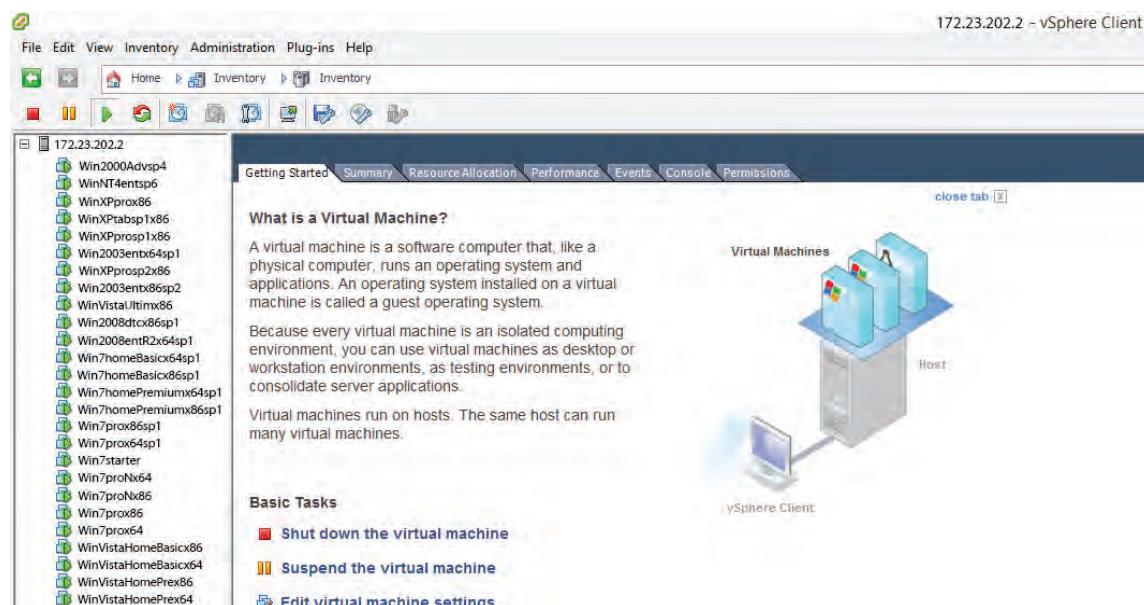 172.23.202.2 - vSphere Client
File Edit View Inventory Administration Plug-ins Help
Home Inventory Inventory
172.23.202.2
Win2000Advsp4
WinNT4entsp6
WinXPprox86
WinXPtabsp1x86
WinXPprosp1x86
Win2003entx64sp1
WinXPprosp2x86
Win2003entx86sp2
WinVistaUltimx86
Win2008dtcx86sp1
Win2008entR2x64sp1
Win7homeBasicx64sp1
Win7homeBasicx86sp1
Win7homePremiumx64sp1
Win7homePremiumx86sp1
Win7prox86sp1
Win7prox64sp1
Win7starter
Win7proNx64
Win7proNx86
Win7prox86
Win7prox64
WinVistaHomeBasicx86
WinVistaHomeBasicx64
WinVistaHomePrex86
WinVistaHomePrex64
Getting Started Summary Resource Allocation Performance Events Console Permissions
close tab X
What is a Virtual Machine?
A virtual machine is a software computer that, like a
physical computer, runs an operating system and
applications. An operating system installed on a virtual
machine is called a guest operating system.
Because every virtual machine is an isolated computing
environment, you can use virtual machines as desktop or
workstation environments, as testing environments, or to
consolidate server applications.
Virtual machines run on hosts. The same host can run
many virtual machines.
Virtual Machines
Host
vSphere Client
Basic Tasks
Shut down the virtual machine
Suspend the virtual machine
Edit virtual machine settings